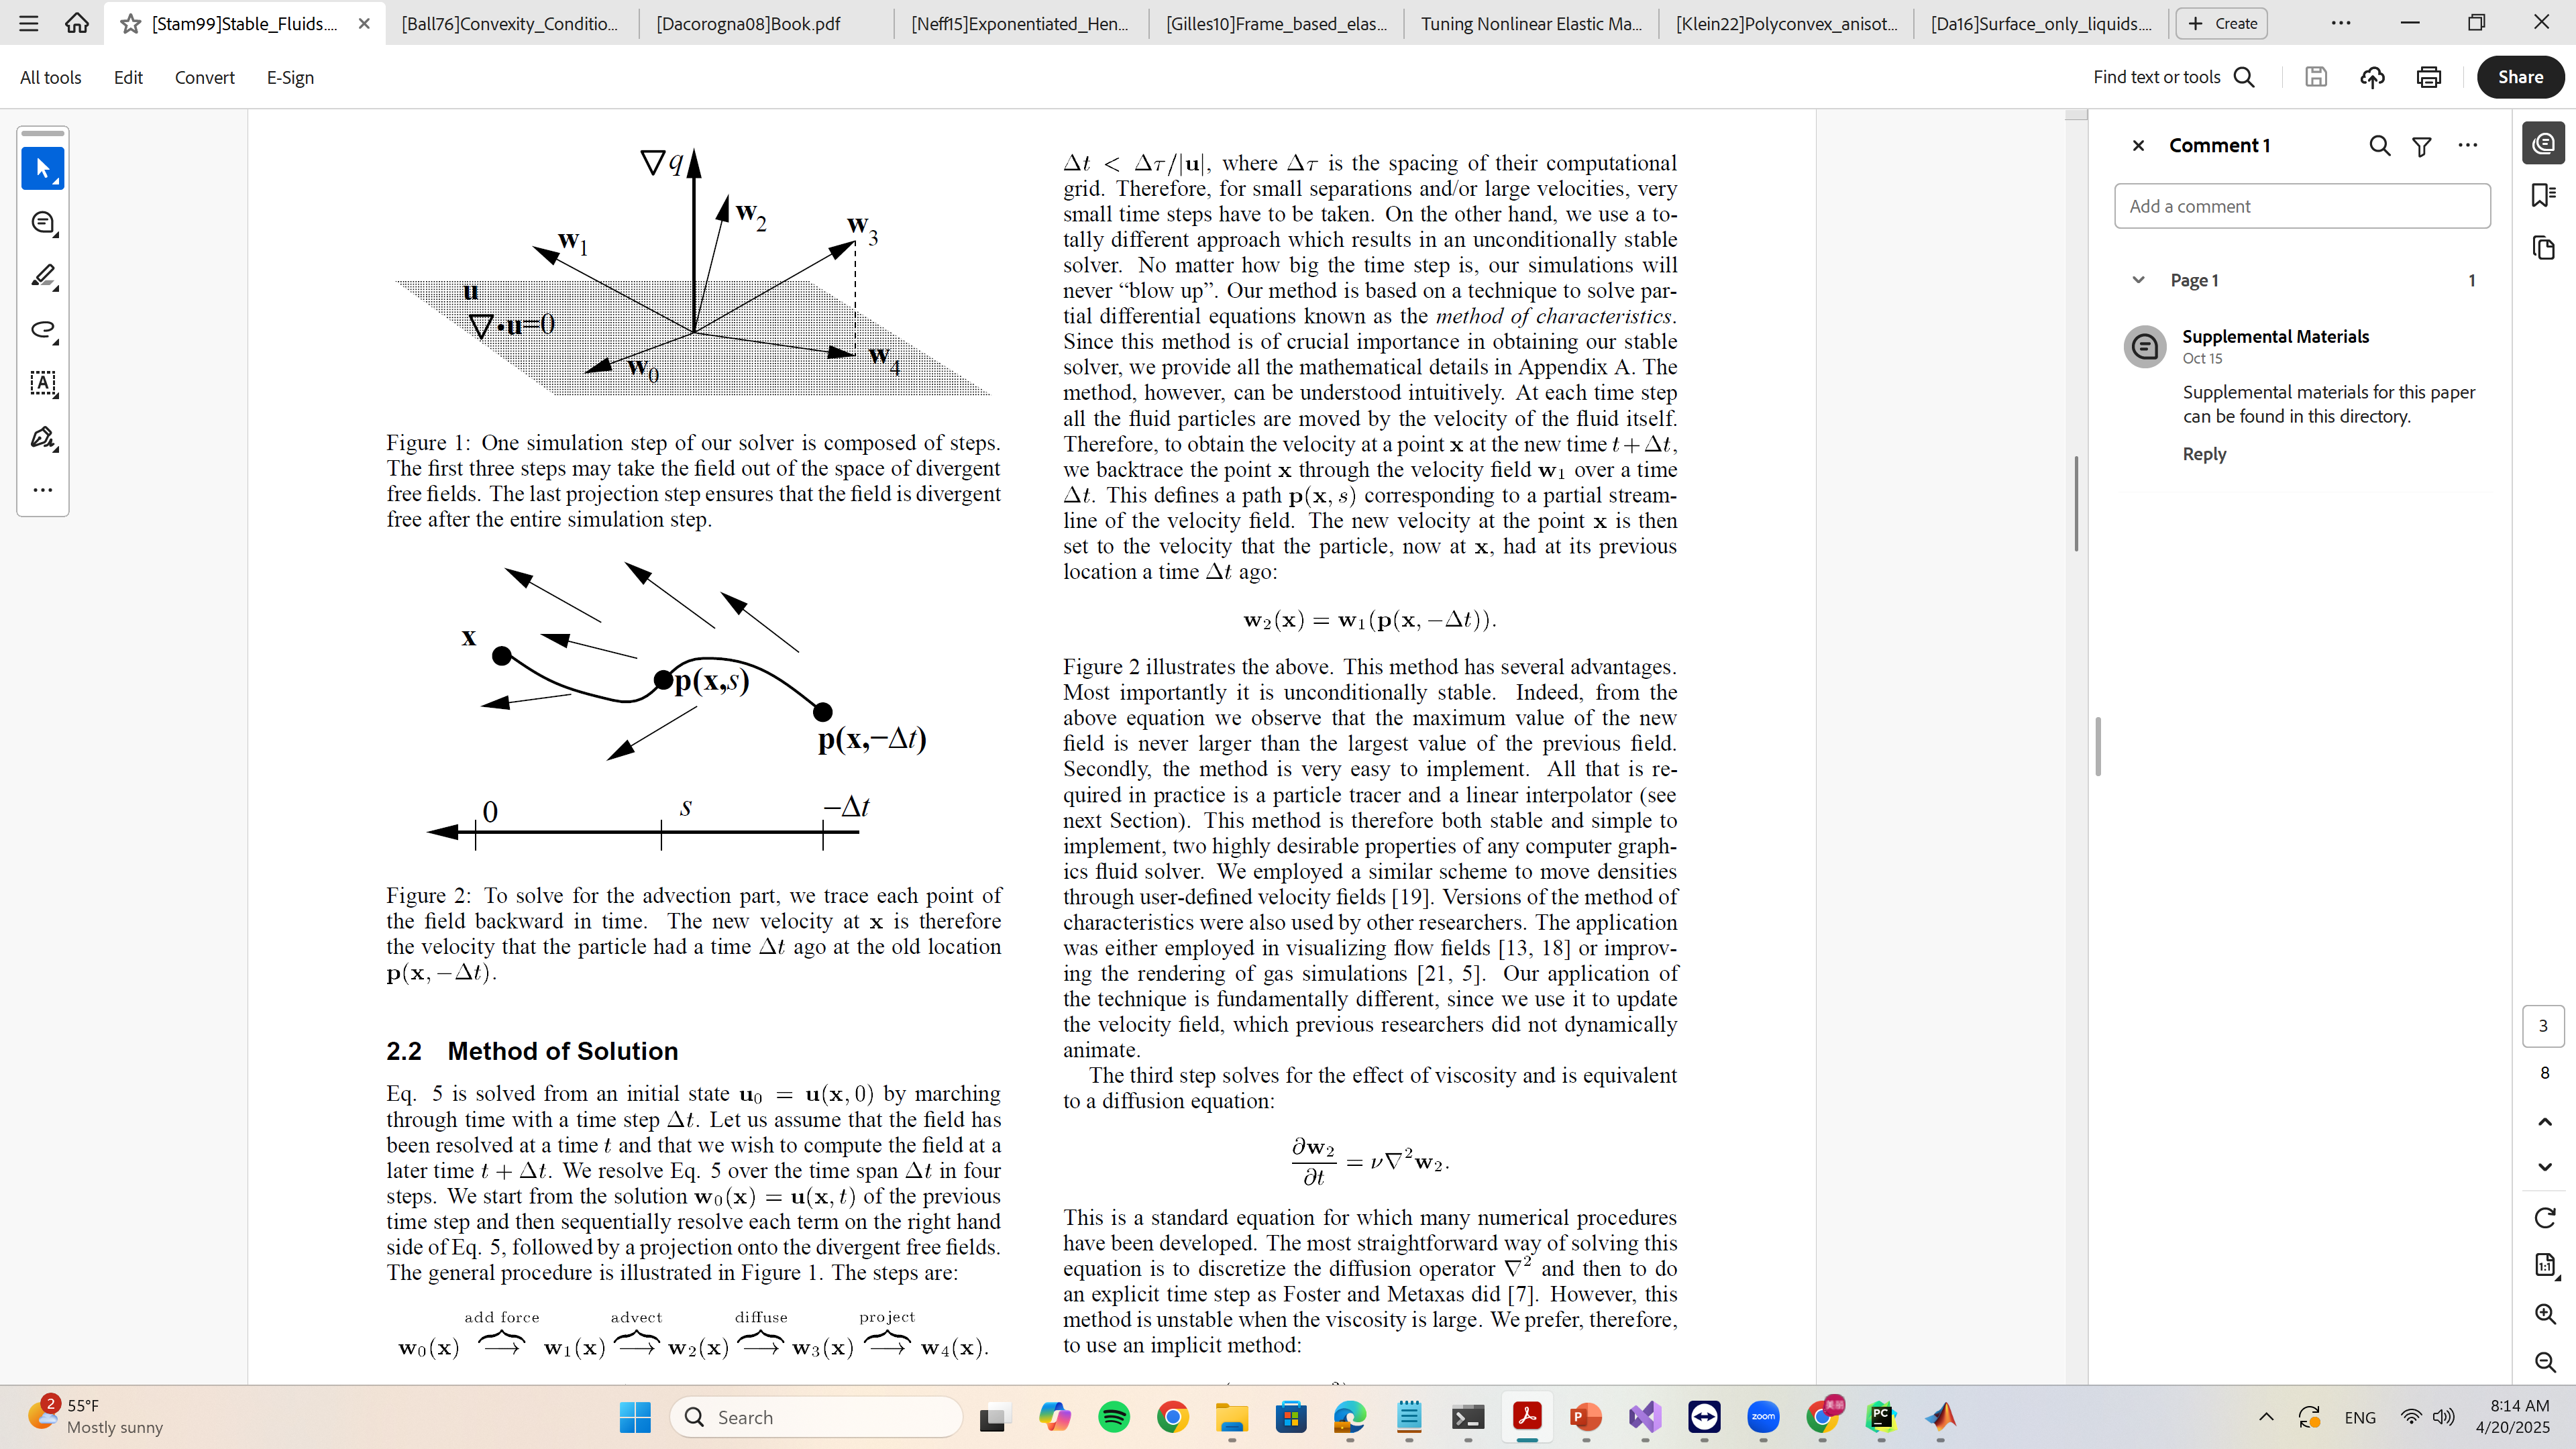 [Stam99]Stable_Fluids....
[Ball76]Convexity_Conditio...
[Dacorogna08]Book.pdf
[Neff15]Exponentiated_Hen...
[Gilles10]Frame_based_elas...
Tuning Nonlinear Elastic Ma...
[Klein22]Polyconvex_anisot...
[Da16]Surface_only_liquids....
Create
All tools
Edit
Convert
E-Sign
Find text or tools
Share
∇q
w2
w3
w1
u
∇·u=0
w0
w4
Figure 1: One simulation step of our solver is composed of steps.
The first three steps may take the field out of the space of divergent
free fields. The last projection step ensures that the field is divergent
free after the entire simulation step.
x
p(x,s)
p(x,−Δt)
0
s
−Δt
Figure 2: To solve for the advection part, we trace each point of
the field backward in time. The new velocity at x is therefore
the velocity that the particle had a time Δt ago at the old location
p(x, −Δt).
2.2 Method of Solution
Eq. 5 is solved from an initial state u0 = u(x, 0) by marching
through time with a time step Δt. Let us assume that the field has
been resolved at a time t and that we wish to compute the field at a
later time t + Δt. We resolve Eq. 5 over the time span Δt in four
steps. We start from the solution w0(x) = u(x, t) of the previous
time step and then sequentially resolve each term on the right hand
side of Eq. 5, followed by a projection onto the divergent free fields.
The general procedure is illustrated in Figure 1. The steps are:
add force advect diffuse project
w0(x) → w1(x) → w2(x) → w3(x) → w4(x).
Δt < Δτ/|u|, where Δτ is the spacing of their computational
grid. Therefore, for small separations and/or large velocities, very
small time steps have to be taken. On the other hand, we use a to-
tally different approach which results in an unconditionally stable
solver. No matter how big the time step is, our simulations will
never “blow up”. Our method is based on a technique to solve par-
tial differential equations known as the method of characteristics.
Since this method is of crucial importance in obtaining our stable
solver, we provide all the mathematical details in Appendix A. The
method, however, can be understood intuitively. At each time step
all the fluid particles are moved by the velocity of the fluid itself.
Therefore, to obtain the velocity at a point x at the new time t + Δt,
we backtrace the point x through the velocity field w1 over a time
Δt. This defines a path p(x, s) corresponding to a partial stream-
line of the velocity field. The new velocity at the point x is then
set to the velocity that the particle, now at x, had at its previous
location a time Δt ago:
w2(x) = w1(p(x, −Δt)).
Figure 2 illustrates the above. This method has several advantages.
Most importantly it is unconditionally stable. Indeed, from the
above equation we observe that the maximum value of the new
field is never larger than the largest value of the previous field.
Secondly, the method is very easy to implement. All that is re-
quired in practice is a particle tracer and a linear interpolator (see
next Section). This method is therefore both stable and simple to
implement, two highly desirable properties of any computer graph-
ics fluid solver. We employed a similar scheme to move densities
through user-defined velocity fields [19]. Versions of the method of
characteristics were also used by other researchers. The application
was either employed in visualizing flow fields [13, 18] or improv-
ing the rendering of gas simulations [21, 5]. Our application of
the technique is fundamentally different, since we use it to update
the velocity field, which previous researchers did not dynamically
animate.
The third step solves for the effect of viscosity and is equivalent
to a diffusion equation:
∂w2/∂t = ν∇²w2.
This is a standard equation for which many numerical procedures
have been developed. The most straightforward way of solving this
equation is to discretize the diffusion operator ∇² and then to do
an explicit time step as Foster and Metaxas did [7]. However, this
method is unstable when the viscosity is large. We prefer, therefore,
to use an implicit method:
Comment 1
Add a comment
Page 1
1
Supplemental Materials
Oct 15
Supplemental materials for this paper
can be found in this directory.
Reply
3
8
1:1
2
55°F
Mostly sunny
Search
zoom
PC
P
ENG
8:14 AM
4/20/2025